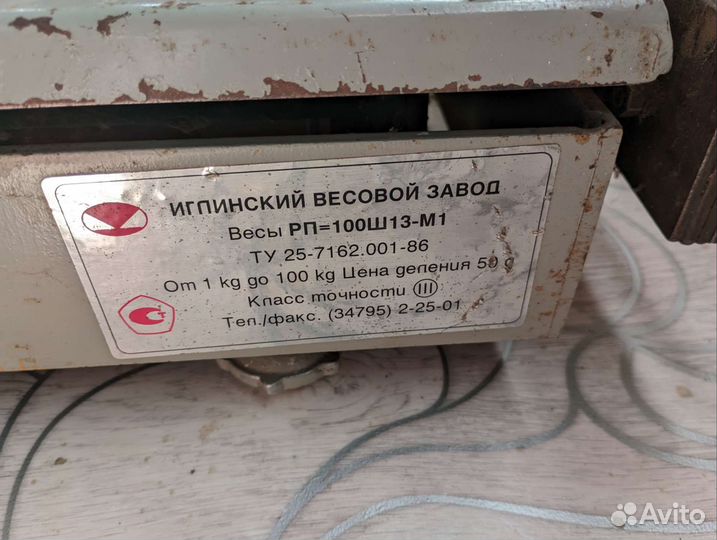 ИГЛИНСКИЙ ВЕСОВОЙ ЗАВОД
Весы РП=100Ш13-М1
ТУ 25-7162.001-86
От 1 kg до 100 kg Цена деления 50 g
Класс точности III
Тел./факс. (34795) 2-25-01
Avito